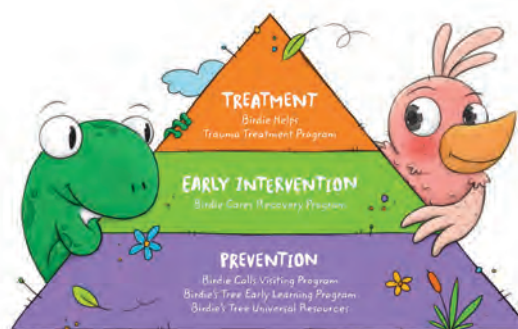 TREATMENT
Birdie Helps
Trauma Treatment Program
EARLY INTERVENTION
Birdie Cares Recovery Program
PREVENTION
Birdie Calls Visiting Program
Birdie's Tree Early Learning Program
Birdie's Tree Universal Resources